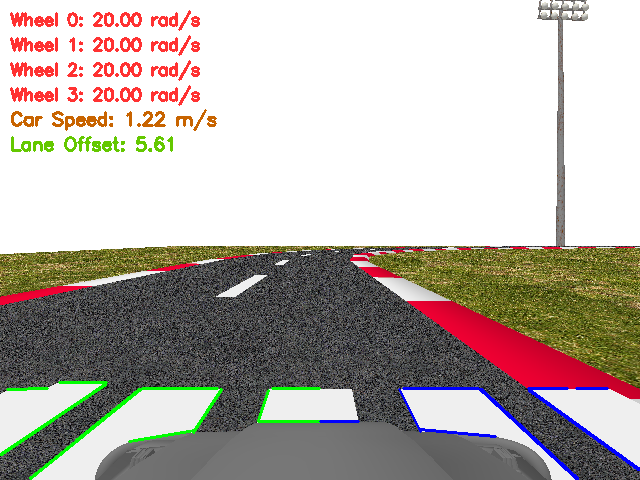 Wheel 0: 20.00 rad/s
Wheel 1: 20.00 rad/s
Wheel 2: 20.00 rad/s
Wheel 3: 20.00 rad/s
Car Speed: 1.22 m/s
Lane Offset: 5.61